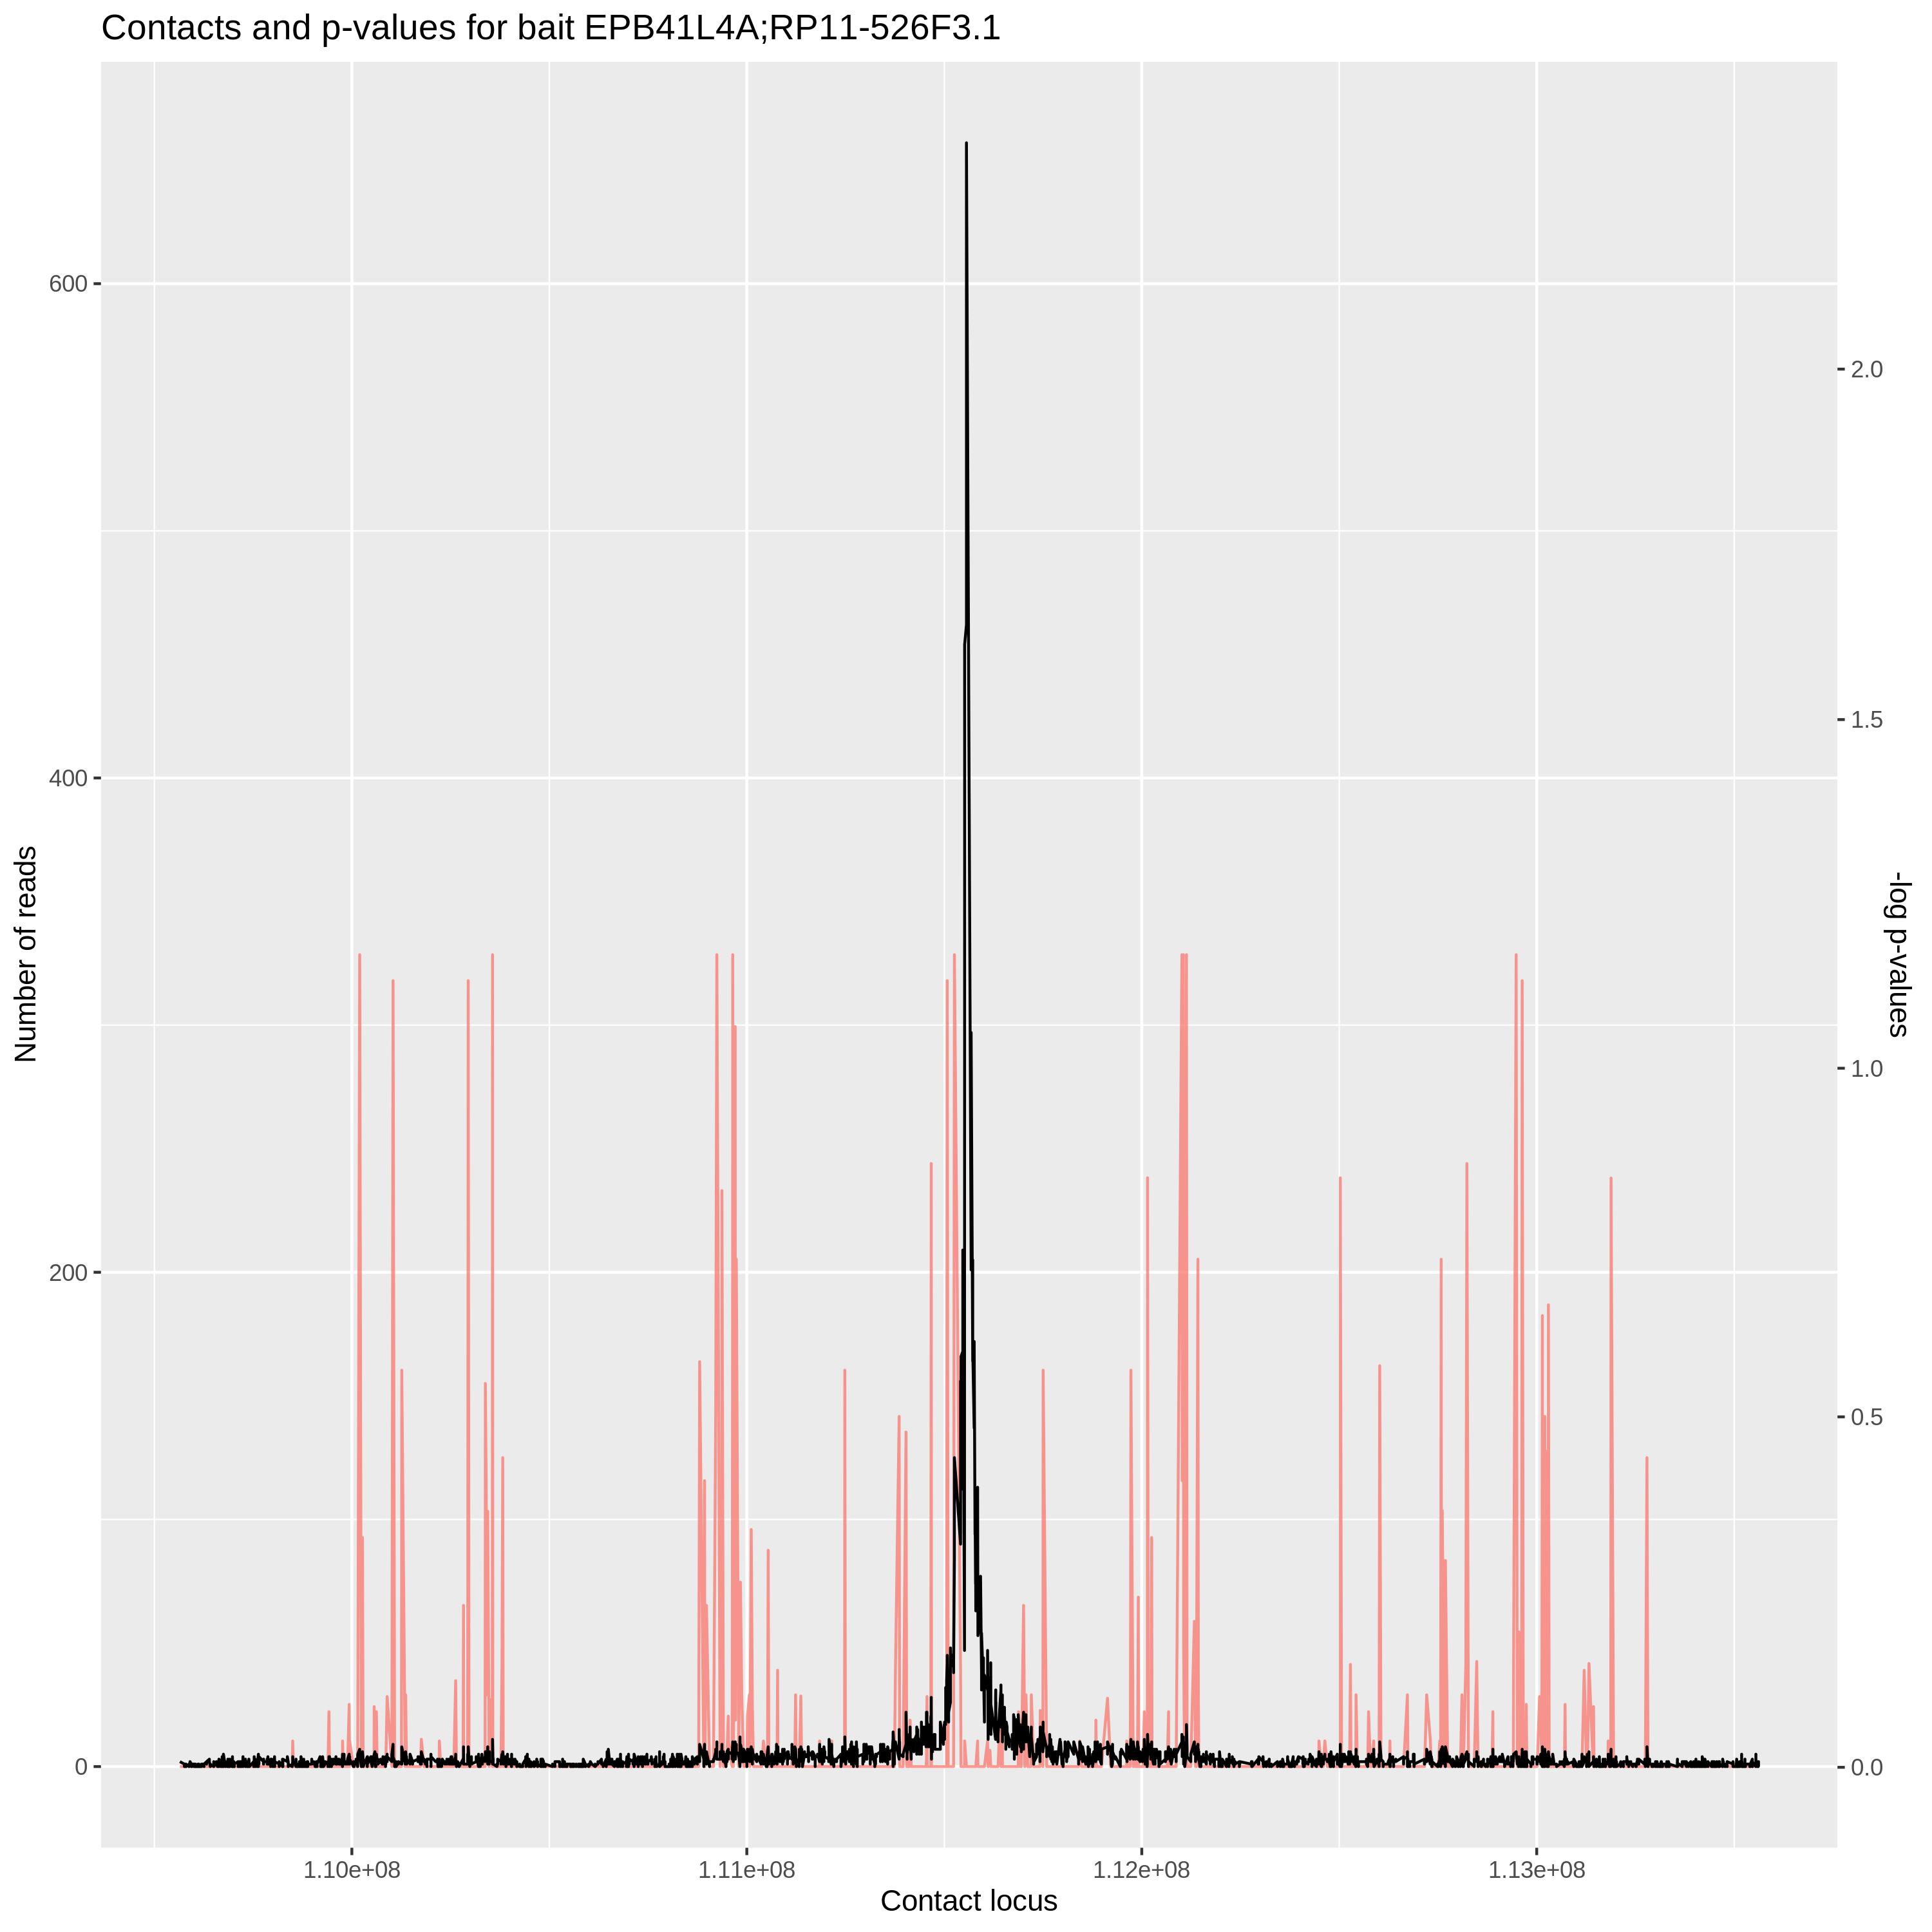 Contacts and p-values for bait EPB41L4A;RP11-526F3.1
600
400
200
0
Number of reads
2.0
1.5
1.0
0.5
0.0
-log p-values
1.10e+08 1.11e+08 1.12e+08 1.13e+08
Contact locus